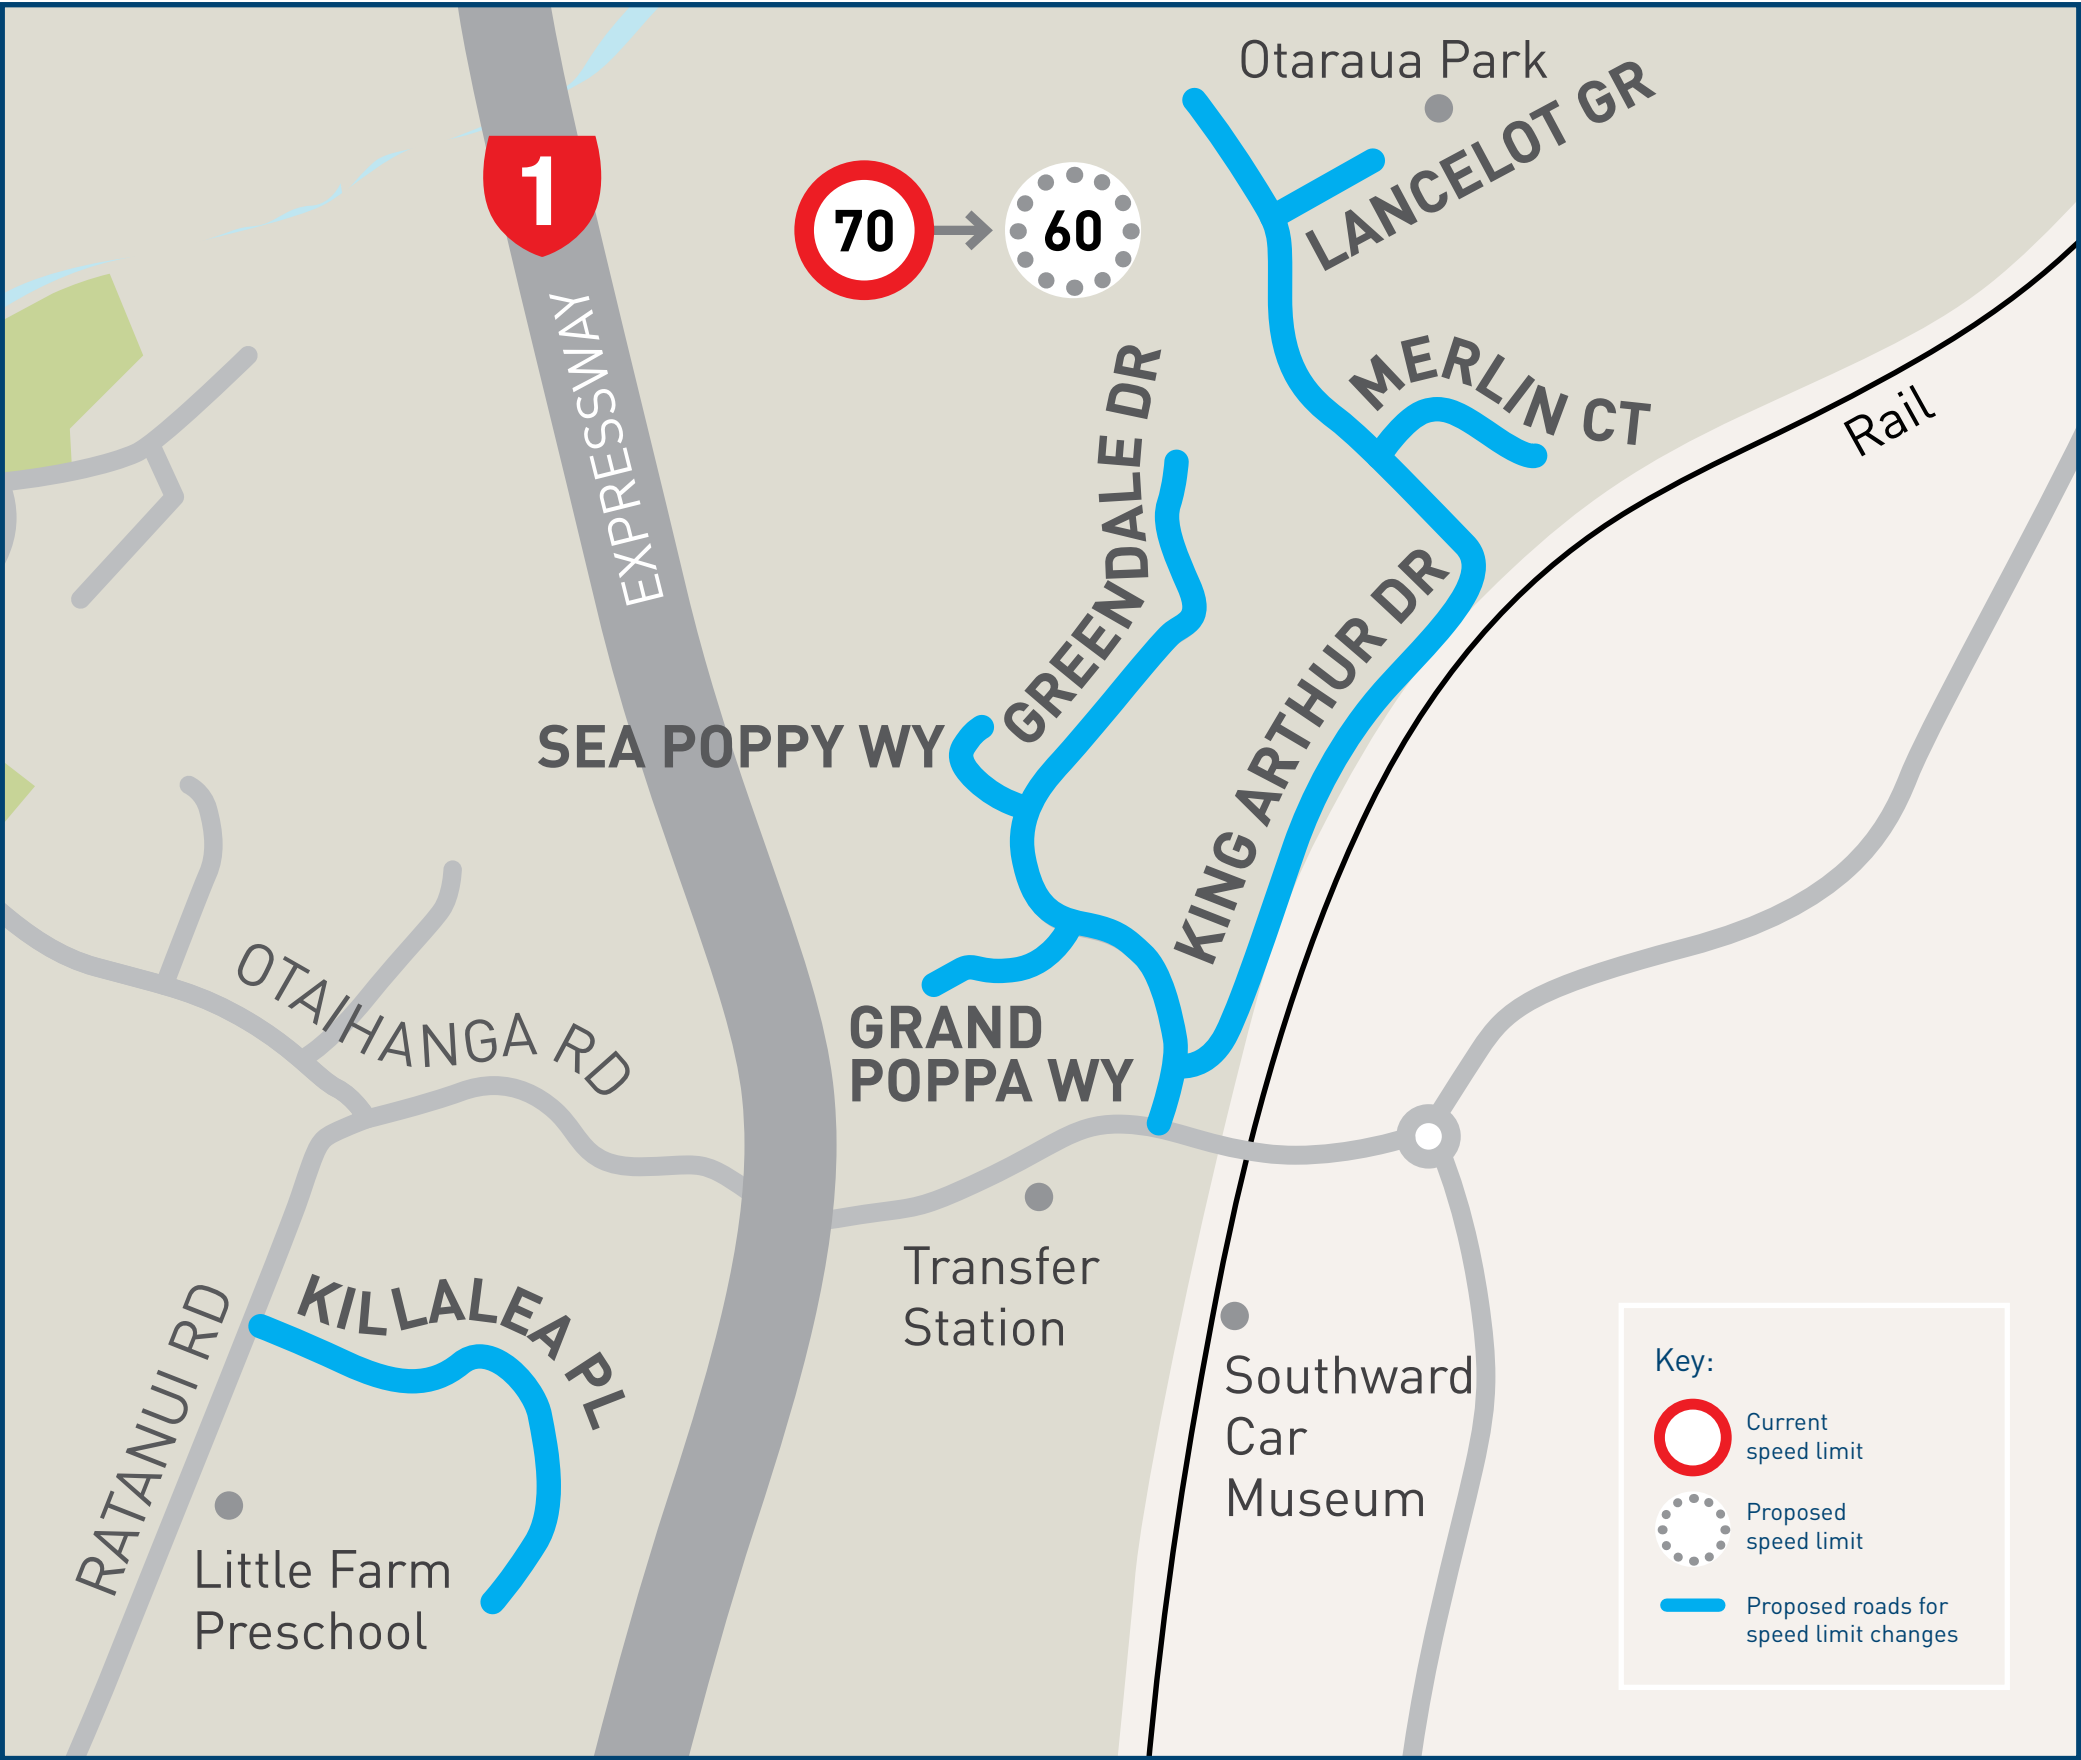 Otaraua Park
LANCELOT GR
1
70
60
EXPRESSWAY
MERLIN CT
GREENDALE DR
Rail
KING ARTHUR DR
SEA POPPY WY
OTAIHANGA RD
GRAND
POPPA WY
Transfer
Station
KILLALEA PL
RATANUI RD
Southward
Car
Museum
Little Farm
Preschool
Key:
Current
speed limit
Proposed
speed limit
Proposed roads for
speed limit changes